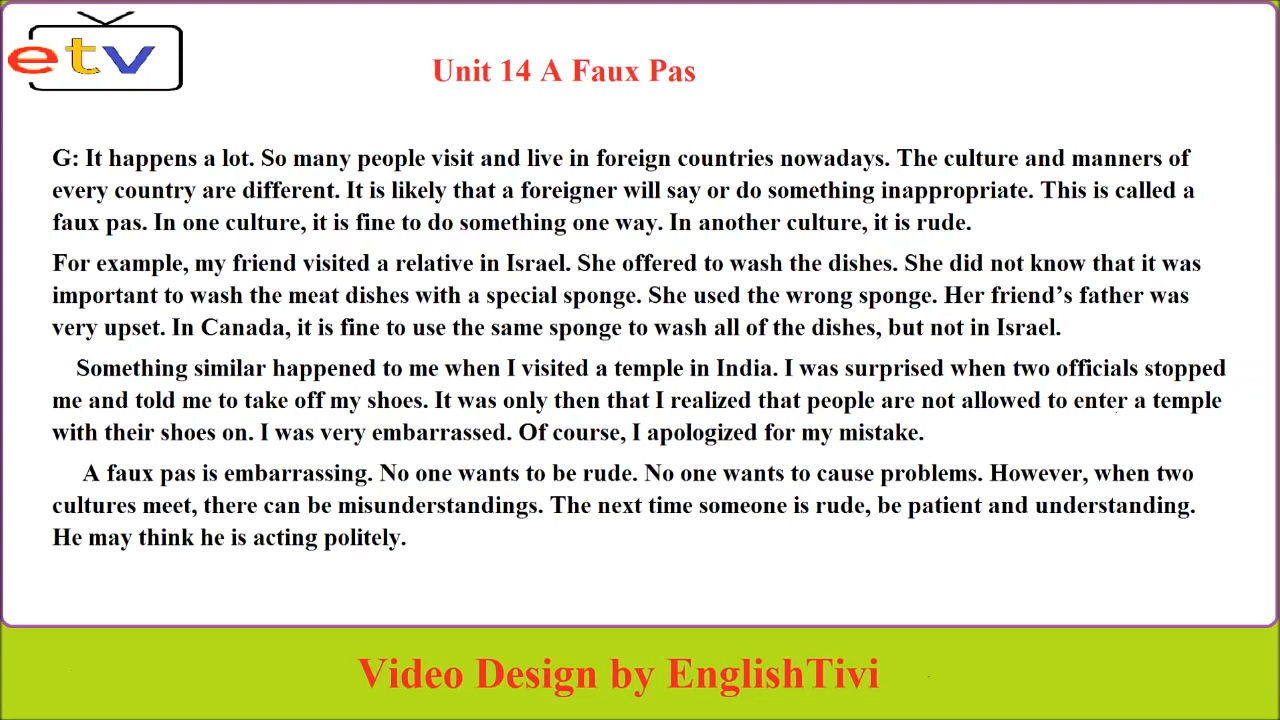 etv
Unit 14 A Faux Pas
G: It happens a lot. So many people visit and live in foreign countries nowadays. The culture and manners of
every country are different. It is likely that a foreigner will say or do something inappropriate. This is called a
faux pas. In one culture, it is fine to do something one way. In another culture, it is rude.
For example, my friend visited a relative in Israel. She offered to wash the dishes. She did not know that it was
important to wash the meat dishes with a special sponge. She used the wrong sponge. Her friend’s father was
very upset. In Canada, it is fine to use the same sponge to wash all of the dishes, but not in Israel.
Something similar happened to me when I visited a temple in India. I was surprised when two officials stopped
me and told me to take off my shoes. It was only then that I realized that people are not allowed to enter a temple
with their shoes on. I was very embarrassed. Of course, I apologized for my mistake.
A faux pas is embarrassing. No one wants to be rude. No one wants to cause problems. However, when two
cultures meet, there can be misunderstandings. The next time someone is rude, be patient and understanding.
He may think he is acting politely.
Video Design by EnglishTivi